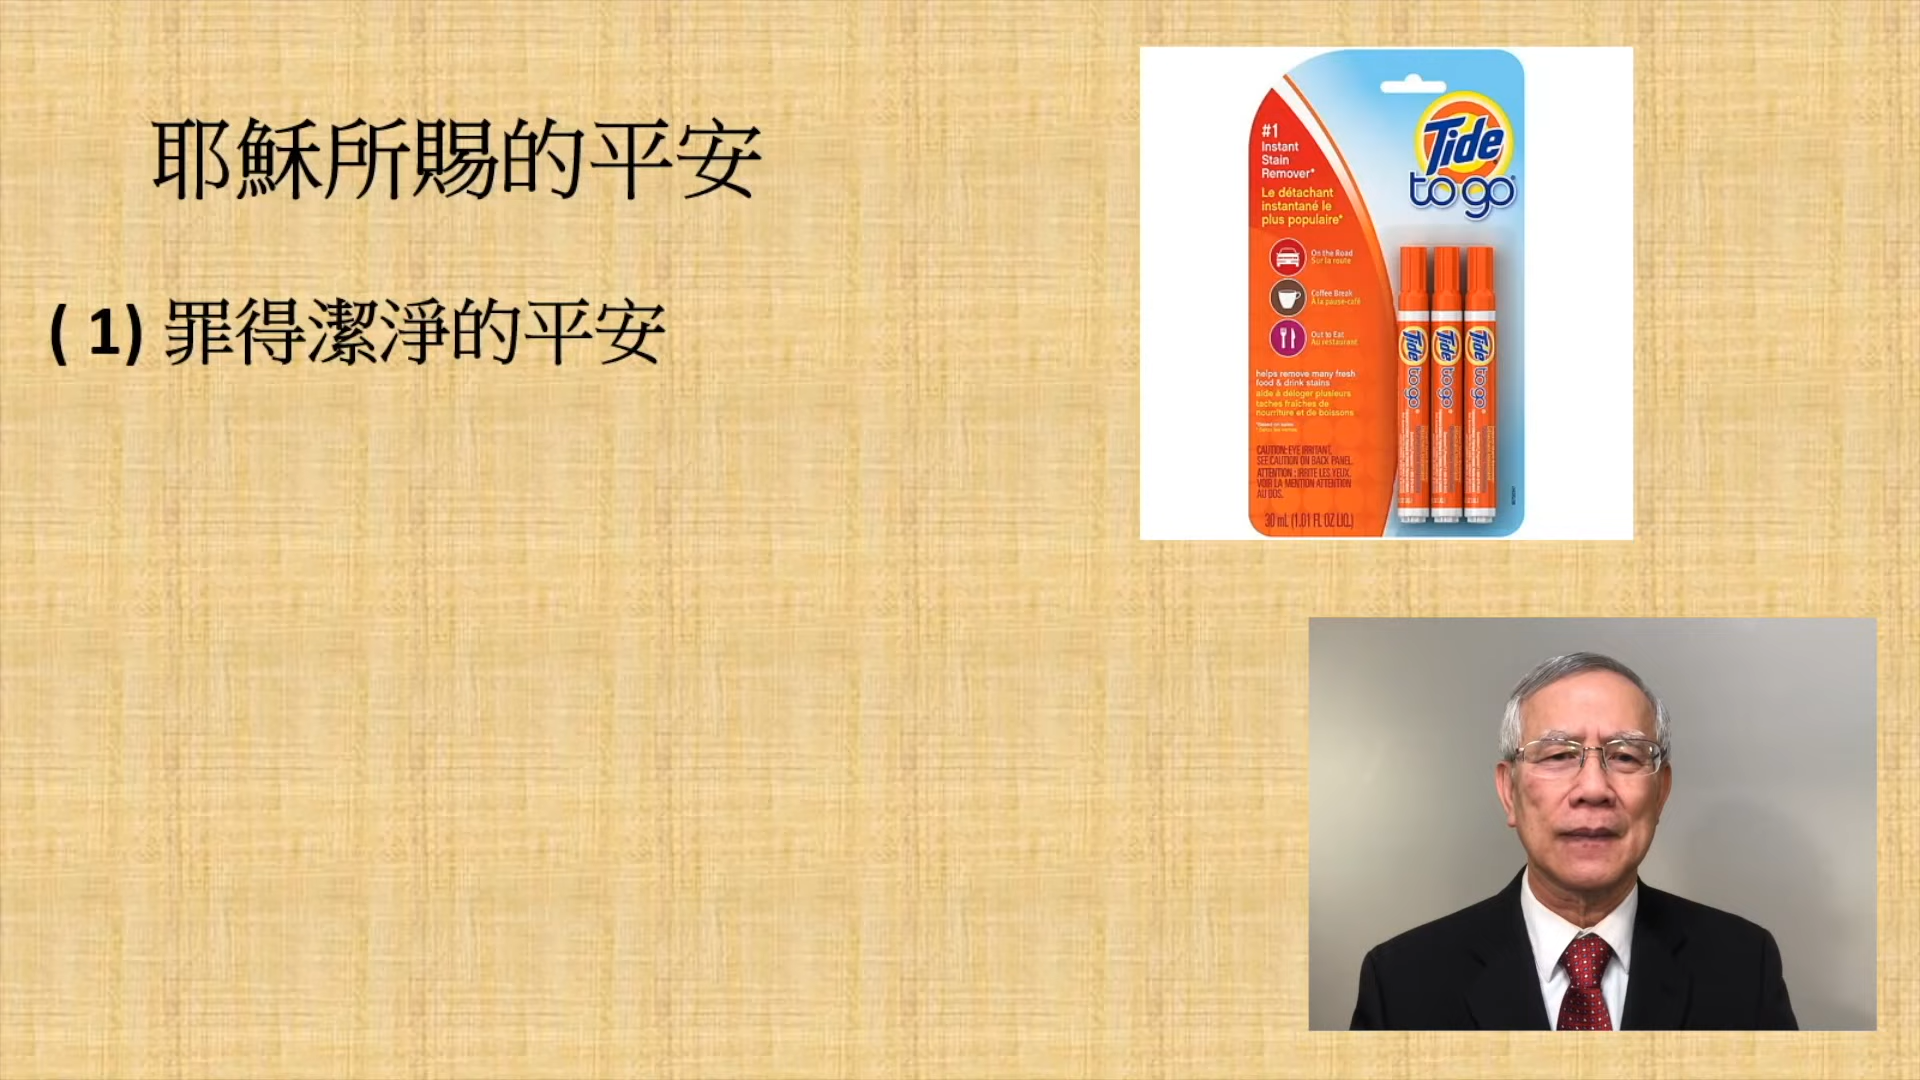 耶穌所賜的平安
( 1) 罪得潔淨的平安
#1
Instant
Stain
Remover*
Le détachant
instantané le
plus populaire*
Tide
to go
On the Road
Sur la route
Coffee Break
À la pause-café
Out to Eat
Au restaurant
helps remove many fresh
food & drink stains
aide à déloger plusieurs
taches fraîches de
nourriture et de boissons
CAUTION: EYE IRRITANT.
SEE CAUTION ON BACK PANEL.
ATTENTION : IRRITE LES YEUX.
VOIR LA MENTION ATTENTION
AU DOS.
30 mL (1.01 FL OZ LIQ.)
Tide to go
Tide to go
Tide to go